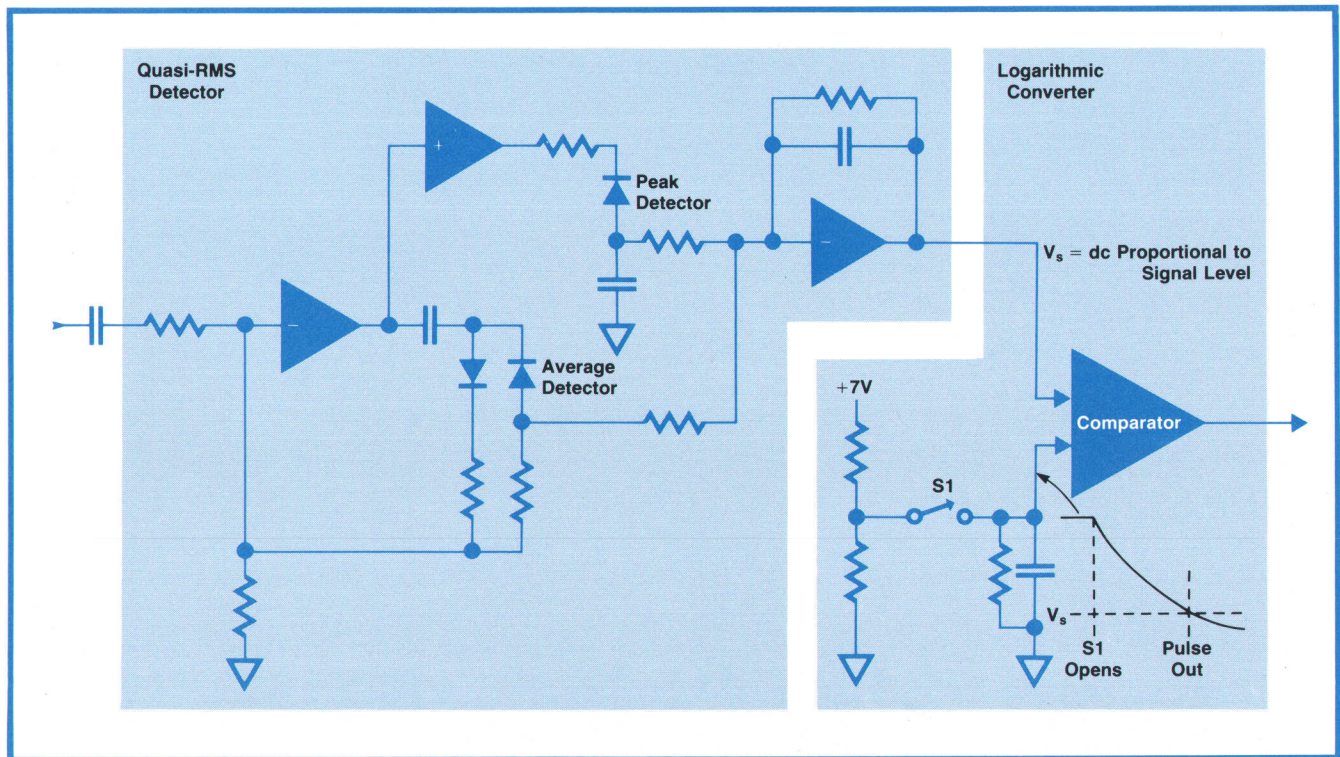 Quasi-RMS
Detector
Logarithmic
Converter
+
Peak
Detector
−
Vs = dc Proportional to
Signal Level
−
Average
Detector
+7V
Comparator
S1
Vs
S1
Opens
Pulse
Out